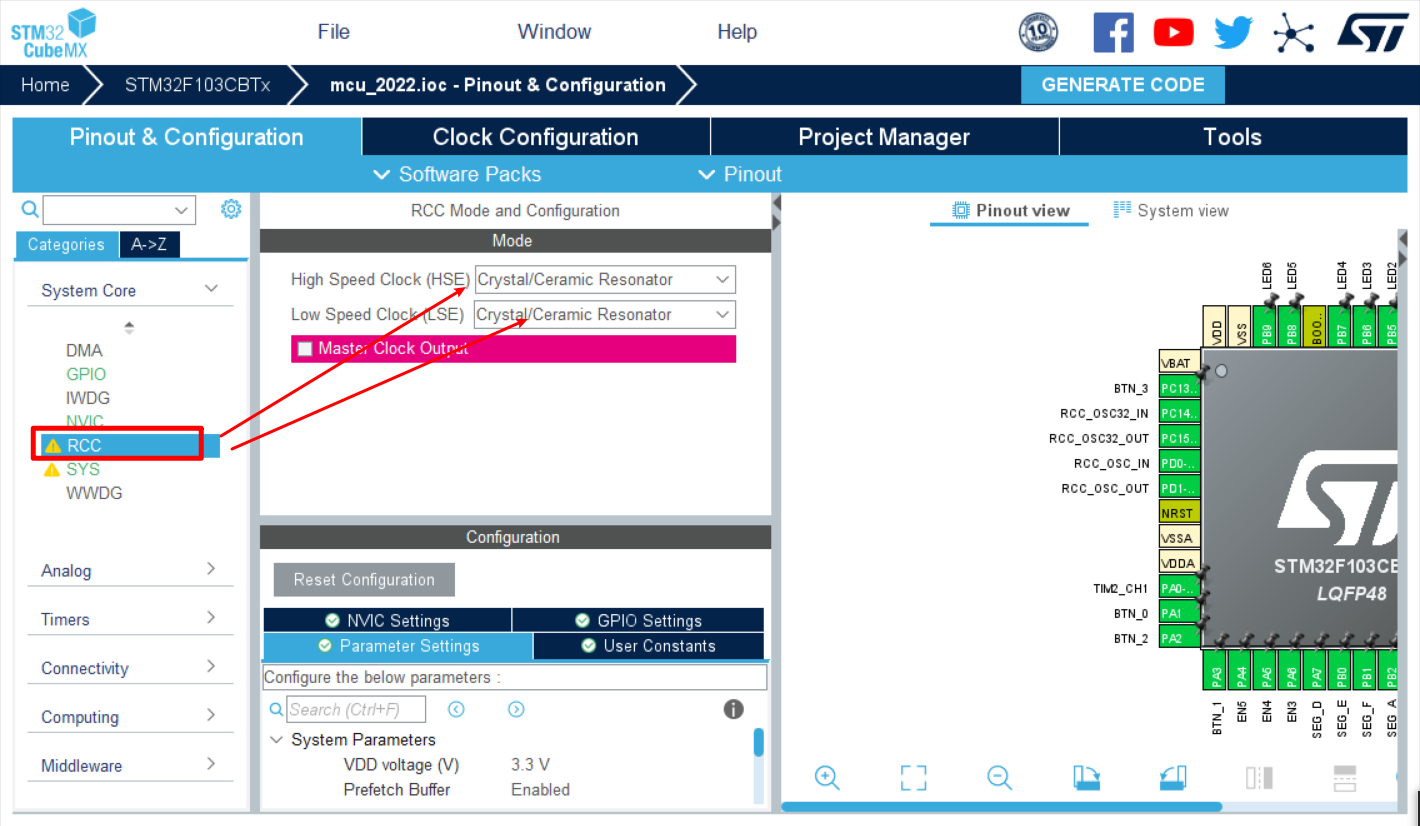 STM32
CubeMX
File
Window
Help
10
Home
STM32F103CBTx
mcu_2022.ioc - Pinout & Configuration
GENERATE CODE
Pinout & Configuration
Clock Configuration
Project Manager
Tools
Software Packs
Pinout
Categories
A->Z
System Core
DMA
GPIO
IWDG
NVIC
RCC
SYS
WWDG
Analog
Timers
Connectivity
Computing
Middleware
RCC Mode and Configuration
Mode
High Speed Clock (HSE) Crystal/Ceramic Resonator
Low Speed Clock (LSE) Crystal/Ceramic Resonator
Master Clock Output
Configuration
Reset Configuration
NVIC Settings
GPIO Settings
Parameter Settings
User Constants
Configure the below parameters :
Search (Ctrl+F)
System Parameters
VDD voltage (V) 3.3 V
Prefetch Buffer Enabled
Pinout view
System view
LED6
LED5
LED4
LED3
LED2
VDD
VSS
PB9
PB8
BOO..
PB7
PB6
PB5
VBAT
BTN_3 PC13..
RCC_OSC32_IN PC14..
RCC_OSC32_OUT PC15..
RCC_OSC_IN PD0-..
RCC_OSC_OUT PD1-..
NRST
VSSA
VDDA
TIM2_CH1 PA0-..
BTN_0 PA1
BTN_2 PA2
ST
STM32F103CB
LQFP48
PA3
PA4
PA5
PA6
PA7
PB0
PB1
PB2
BTN_1
EN5
EN4
EN3
SEG_D
SEG_E
SEG_F
SEG_A